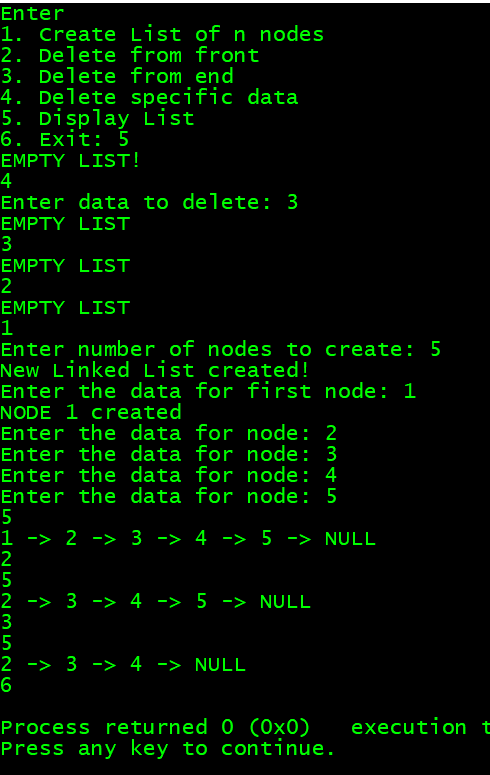 Enter
1. Create List of n nodes
2. Delete from front
3. Delete from end
4. Delete specific data
5. Display List
6. Exit: 5
EMPTY LIST!
4
Enter data to delete: 3
EMPTY LIST
3
EMPTY LIST
2
EMPTY LIST
1
Enter number of nodes to create: 5
New Linked List created!
Enter the data for first node: 1
NODE 1 created
Enter the data for node: 2
Enter the data for node: 3
Enter the data for node: 4
Enter the data for node: 5
5
1 -> 2 -> 3 -> 4 -> 5 -> NULL
2
5
2 -> 3 -> 4 -> 5 -> NULL
3
5
2 -> 3 -> 4 -> NULL
6
Process returned 0 (0x0)   execution t
Press any key to continue.